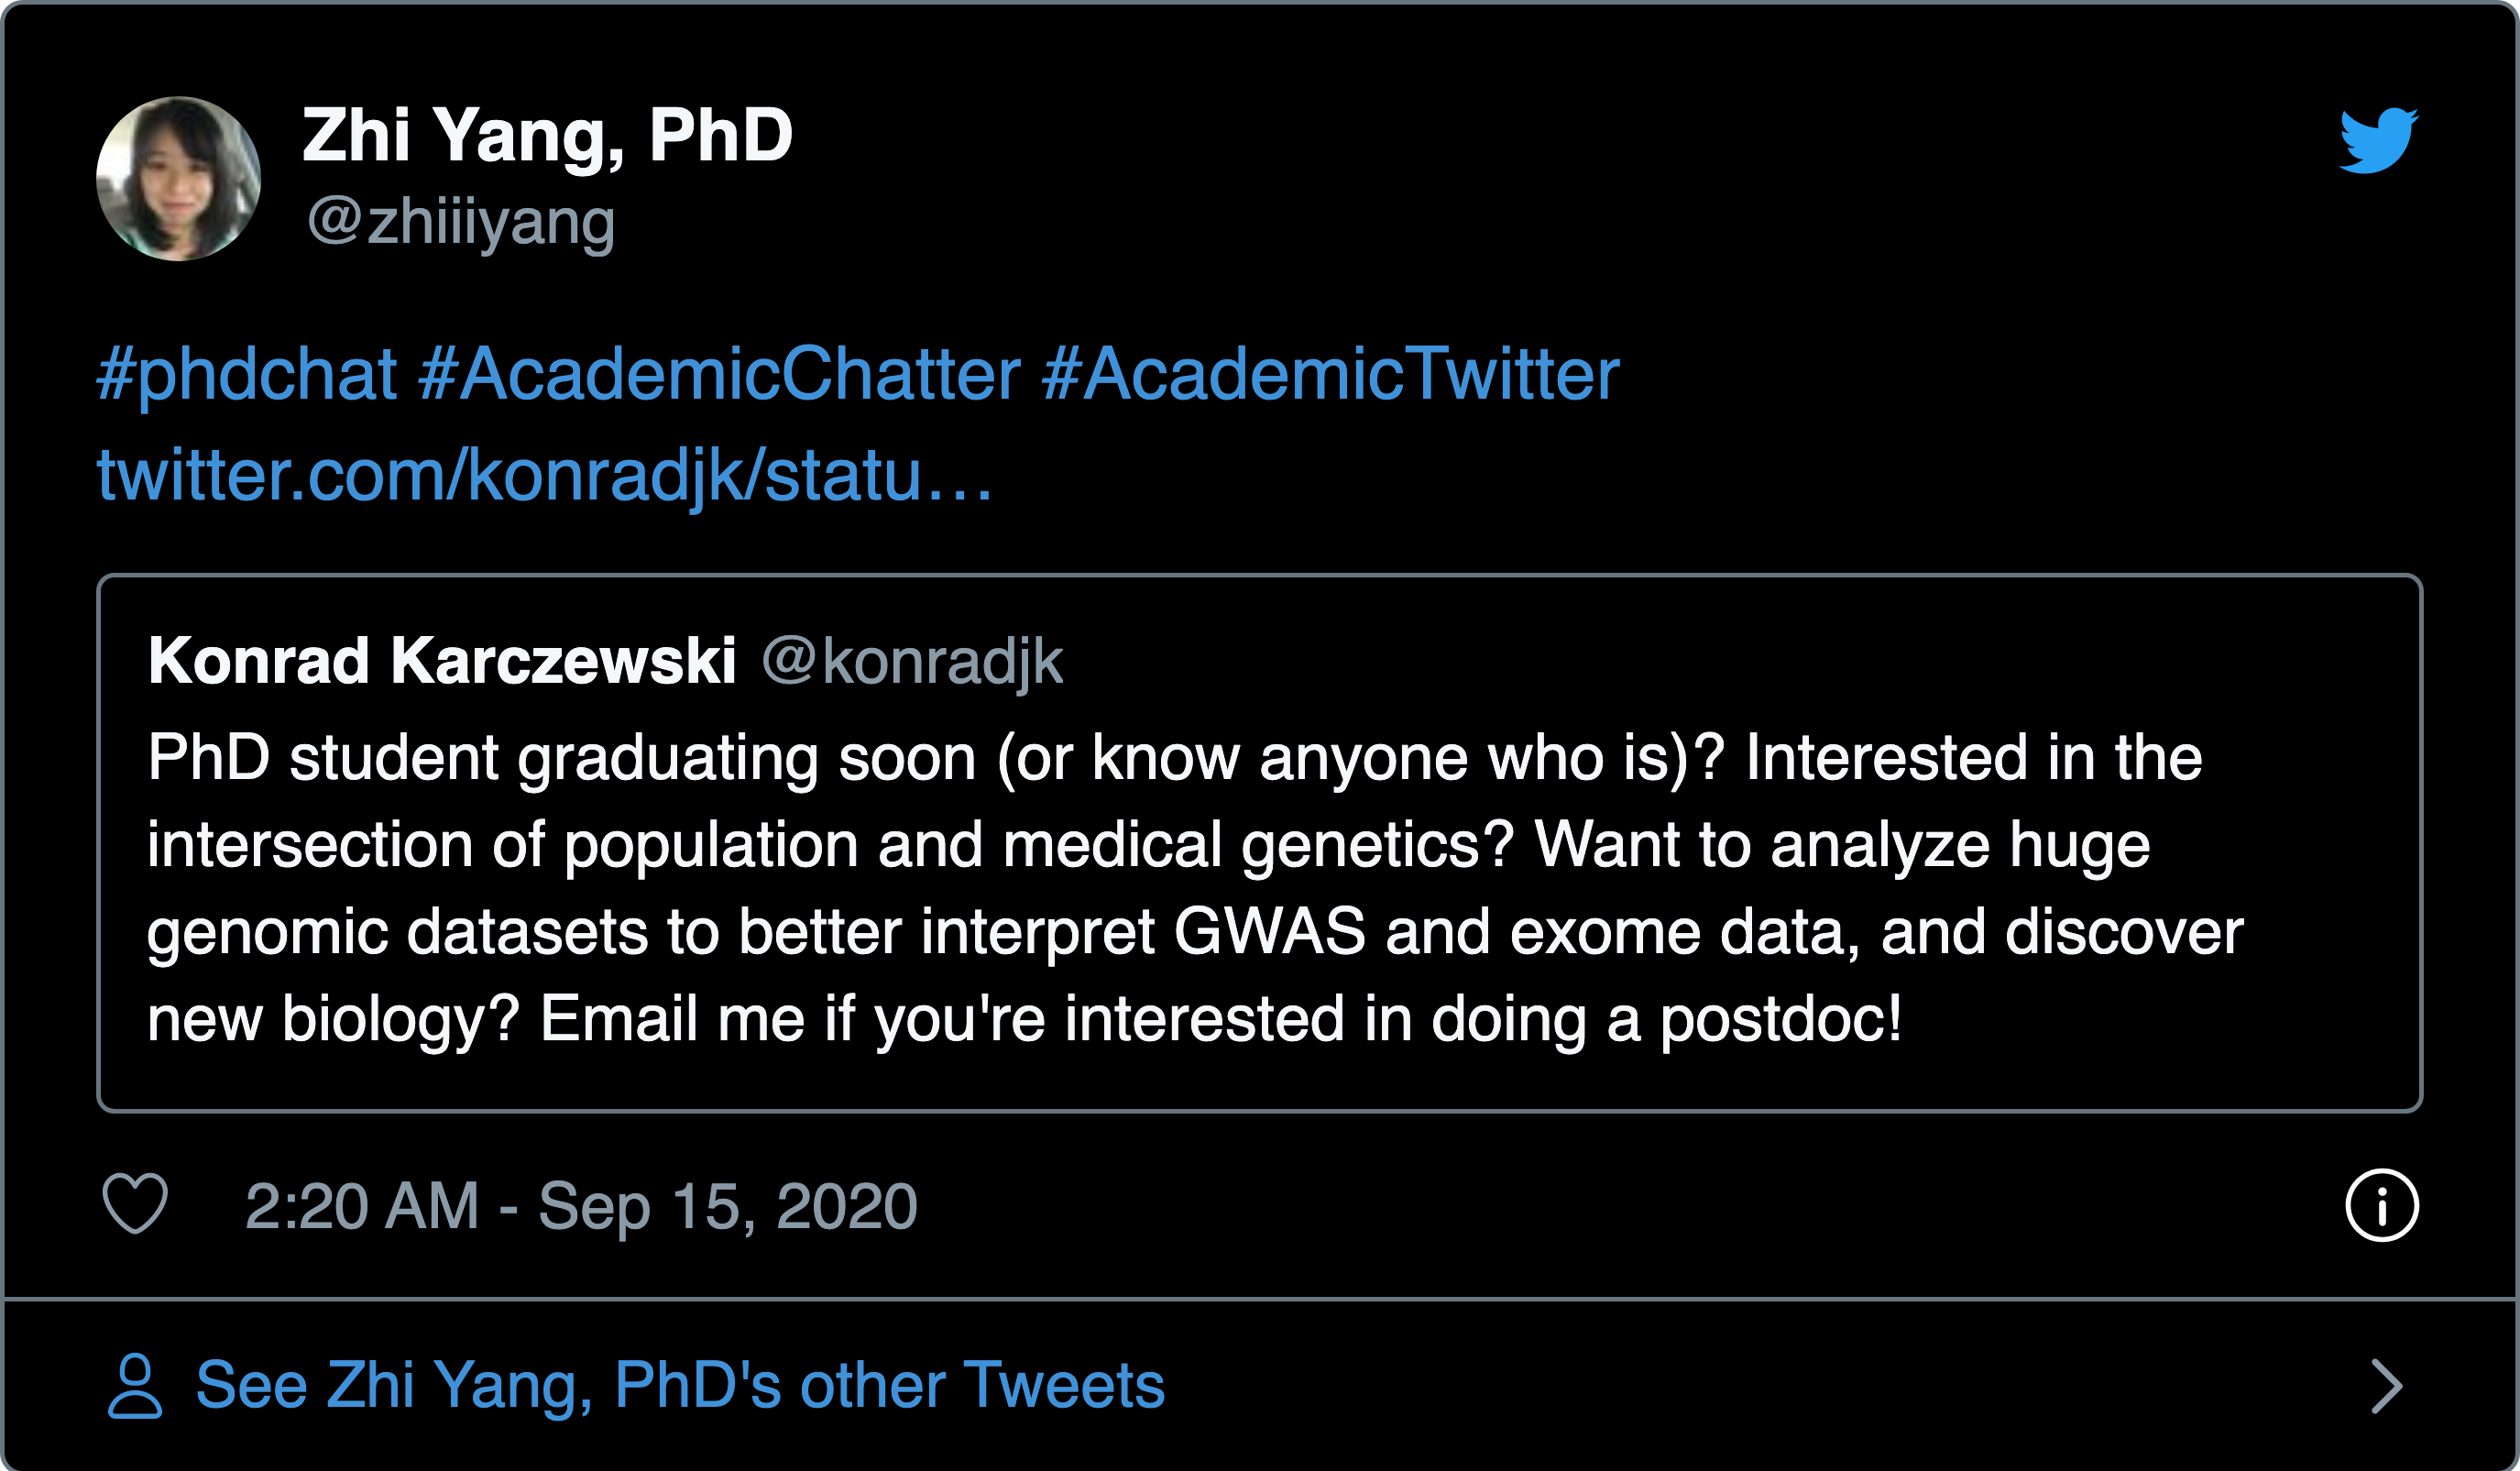 Zhi Yang, PhD
@zhiiiyang
#phdchat #AcademicChatter #AcademicTwitter
twitter.com/konradjk/statu…
Konrad Karczewski @konradjk
PhD student graduating soon (or know anyone who is)? Interested in the
intersection of population and medical genetics? Want to analyze huge
genomic datasets to better interpret GWAS and exome data, and discover
new biology? Email me if you're interested in doing a postdoc!
2:20 AM - Sep 15, 2020
See Zhi Yang, PhD's other Tweets